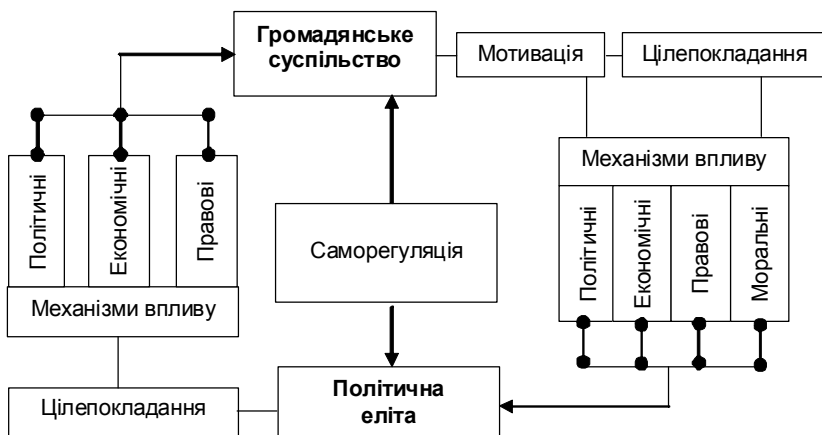 Громадянське
суспільство
Мотивація
Цілепокладання
Політичні
Економічні
Правові
Механізми впливу
Саморегуляція
Механізми впливу
Політичні
Економічні
Правові
Моральні
Цілепокладання
Політична
еліта